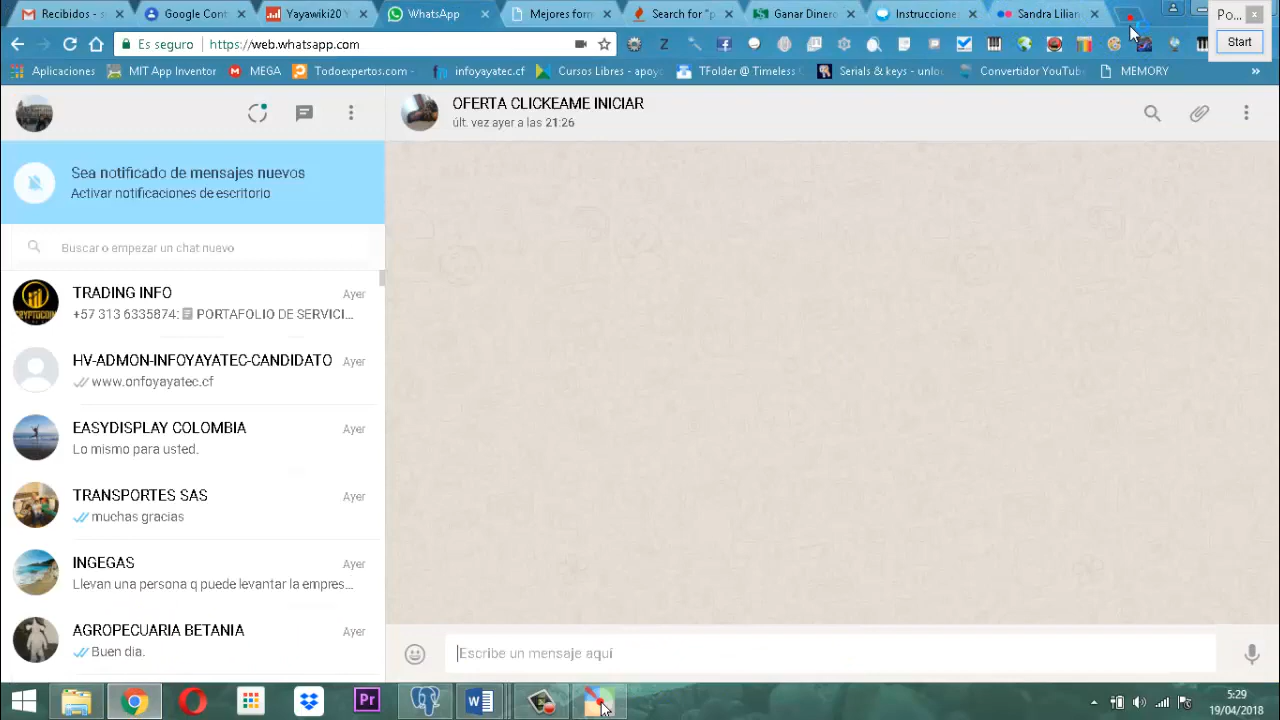 Recibidos - s
Google Cont
Yayawiki20 Y
WhatsApp
Mejores forn
Search for "p
Ganar Dinero
Instruccione
Sandra Lilian
Po...
Es seguro
https://web.whatsapp.com
Start
Aplicaciones
MIT App Inventor
MEGA
Todoexpertos.com -
infoyayatec.cf
Cursos Libres - apoy
TFolder @ Timeless
Serials & keys - unlo
Convertidor YouTube
MEMORY
»
OFERTA CLICKEAME INICIAR
últ. vez ayer a las 21:26
Sea notificado de mensajes nuevos
Activar notificaciones de escritorio
Buscar o empezar un chat nuevo
TRADING INFO
Ayer
+57 313 6335874: PORTAFOLIO DE SERVICI...
HV-ADMON-INFOYAYATEC-CANDIDATO
Ayer
www.onfoyayatec.cf
EASYDISPLAY COLOMBIA
Ayer
Lo mismo para usted.
TRANSPORTES SAS
Ayer
muchas gracias
INGEGAS
Ayer
Llevan una persona q puede levantar la empres...
AGROPECUARIA BETANIA
Ayer
Buen dia.
Escribe un mensaje aquí
5:29
19/04/2018